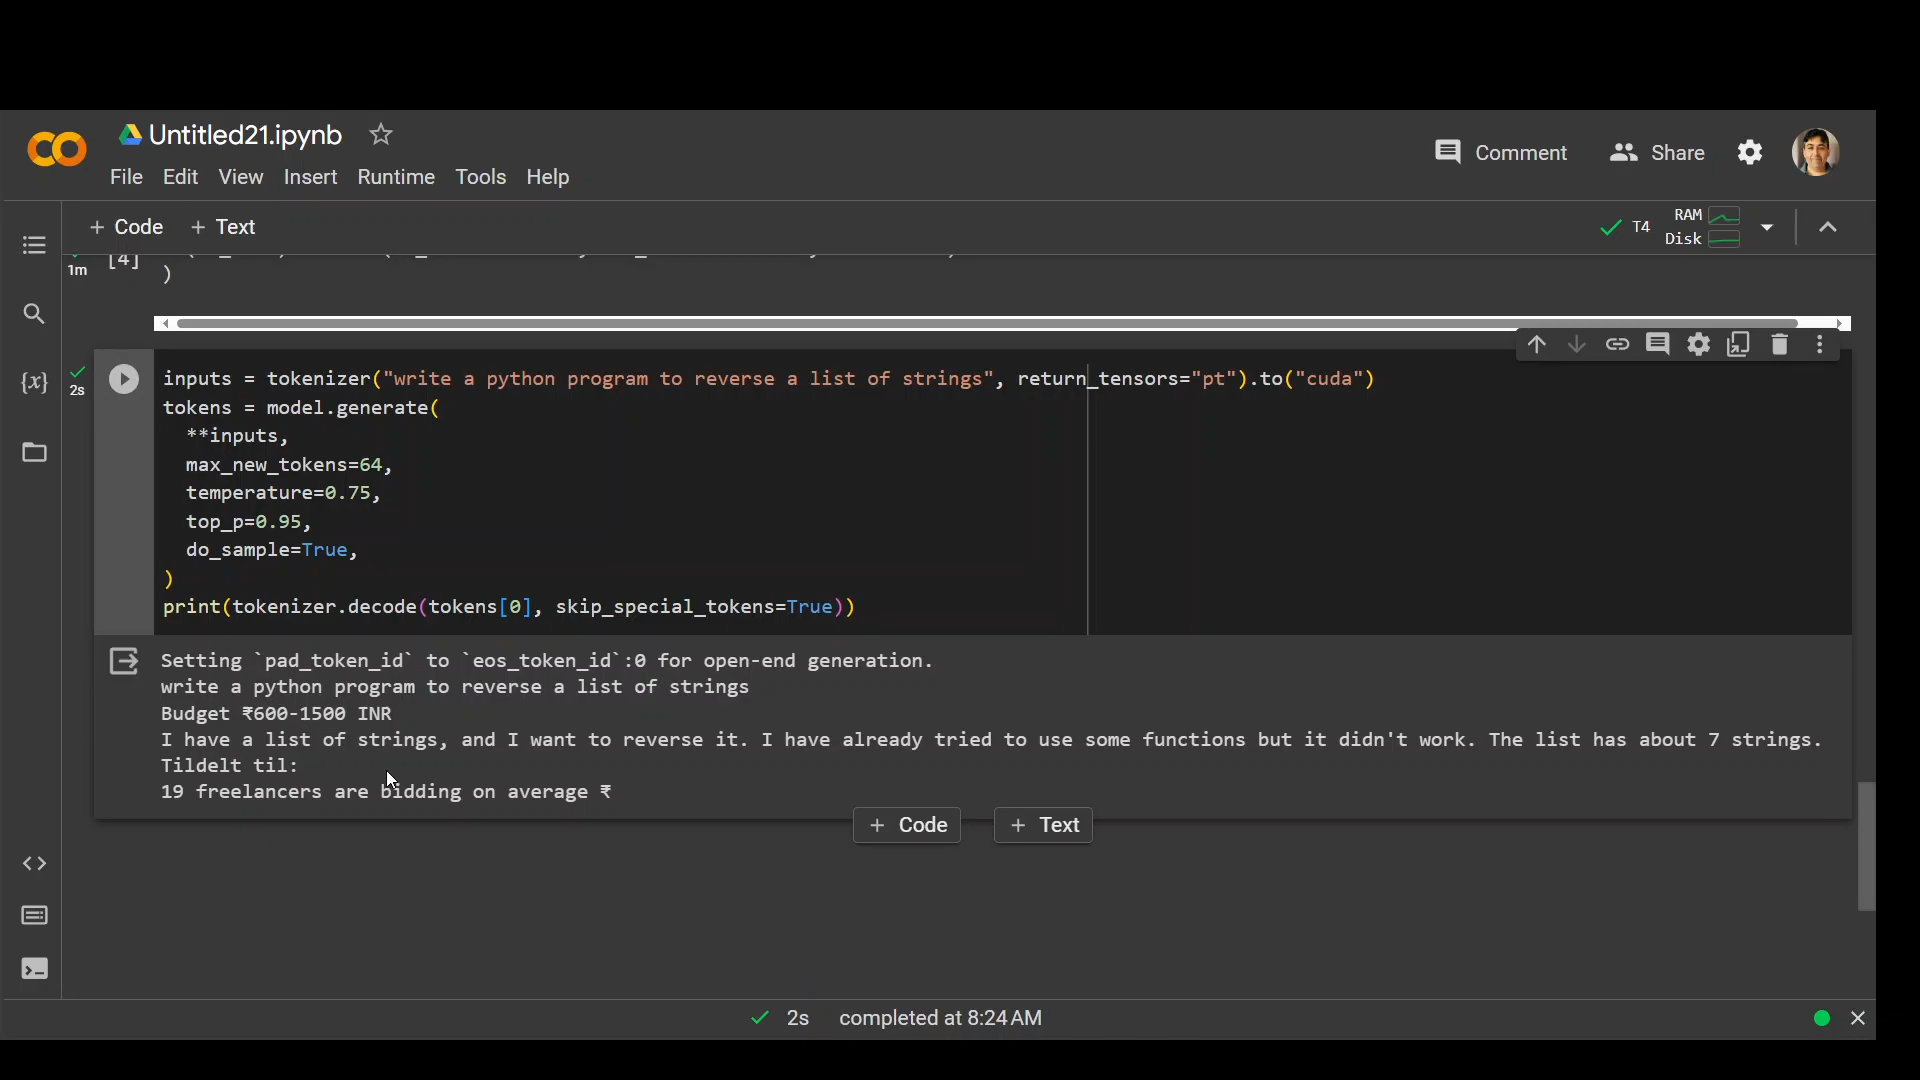 Untitled21.ipynb
Comment
Share
File Edit View Insert Runtime Tools Help
+ Code + Text
T4
RAM
Disk
1m
[4]
)
2s
inputs = tokenizer("write a python program to reverse a list of strings", return_tensors="pt").to("cuda")
tokens = model.generate(
**inputs,
max_new_tokens=64,
temperature=0.75,
top_p=0.95,
do_sample=True,
)
print(tokenizer.decode(tokens[0], skip_special_tokens=True))
Setting `pad_token_id` to `eos_token_id`:0 for open-end generation.
write a python program to reverse a list of strings
Budget ₹600-1500 INR
I have a list of strings, and I want to reverse it. I have already tried to use some functions but it didn't work. The list has about 7 strings.
Tildelt til:
19 freelancers are bidding on average ₹
+ Code + Text
2s completed at 8:24 AM